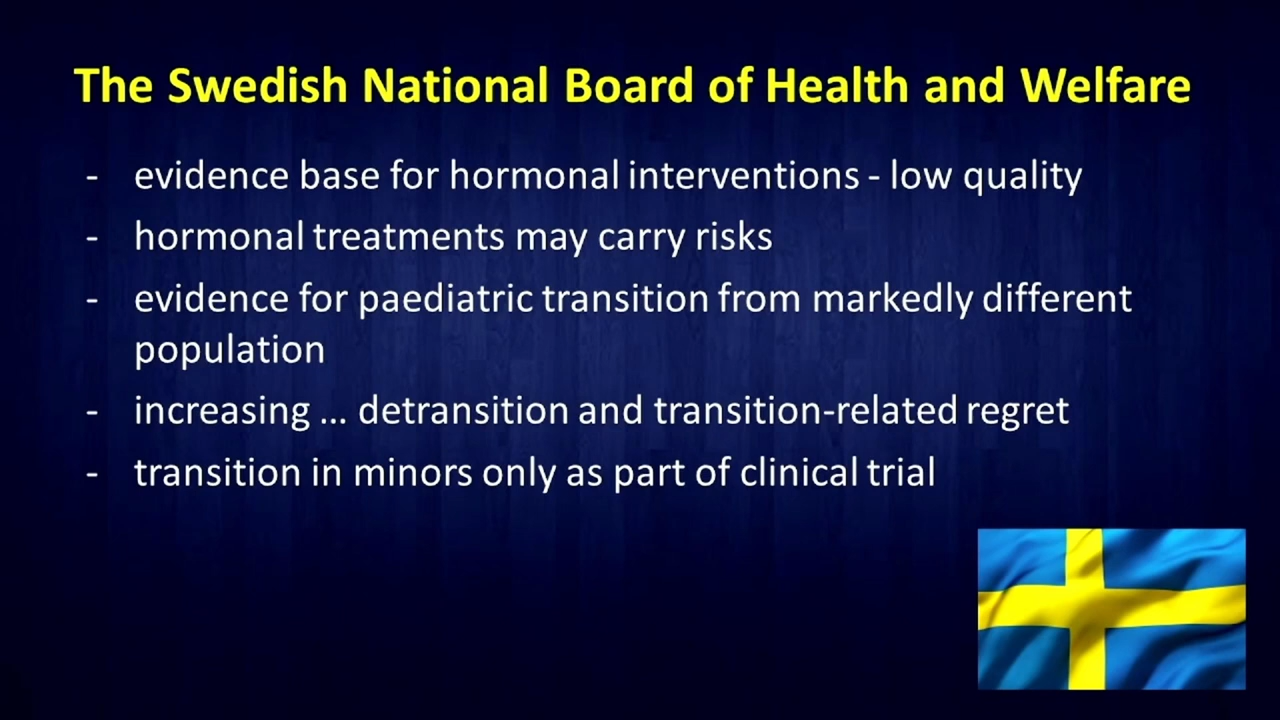 The Swedish National Board of Health and Welfare
- evidence base for hormonal interventions - low quality
- hormonal treatments may carry risks
- evidence for paediatric transition from markedly different
population
- increasing … detransition and transition-related regret
- transition in minors only as part of clinical trial